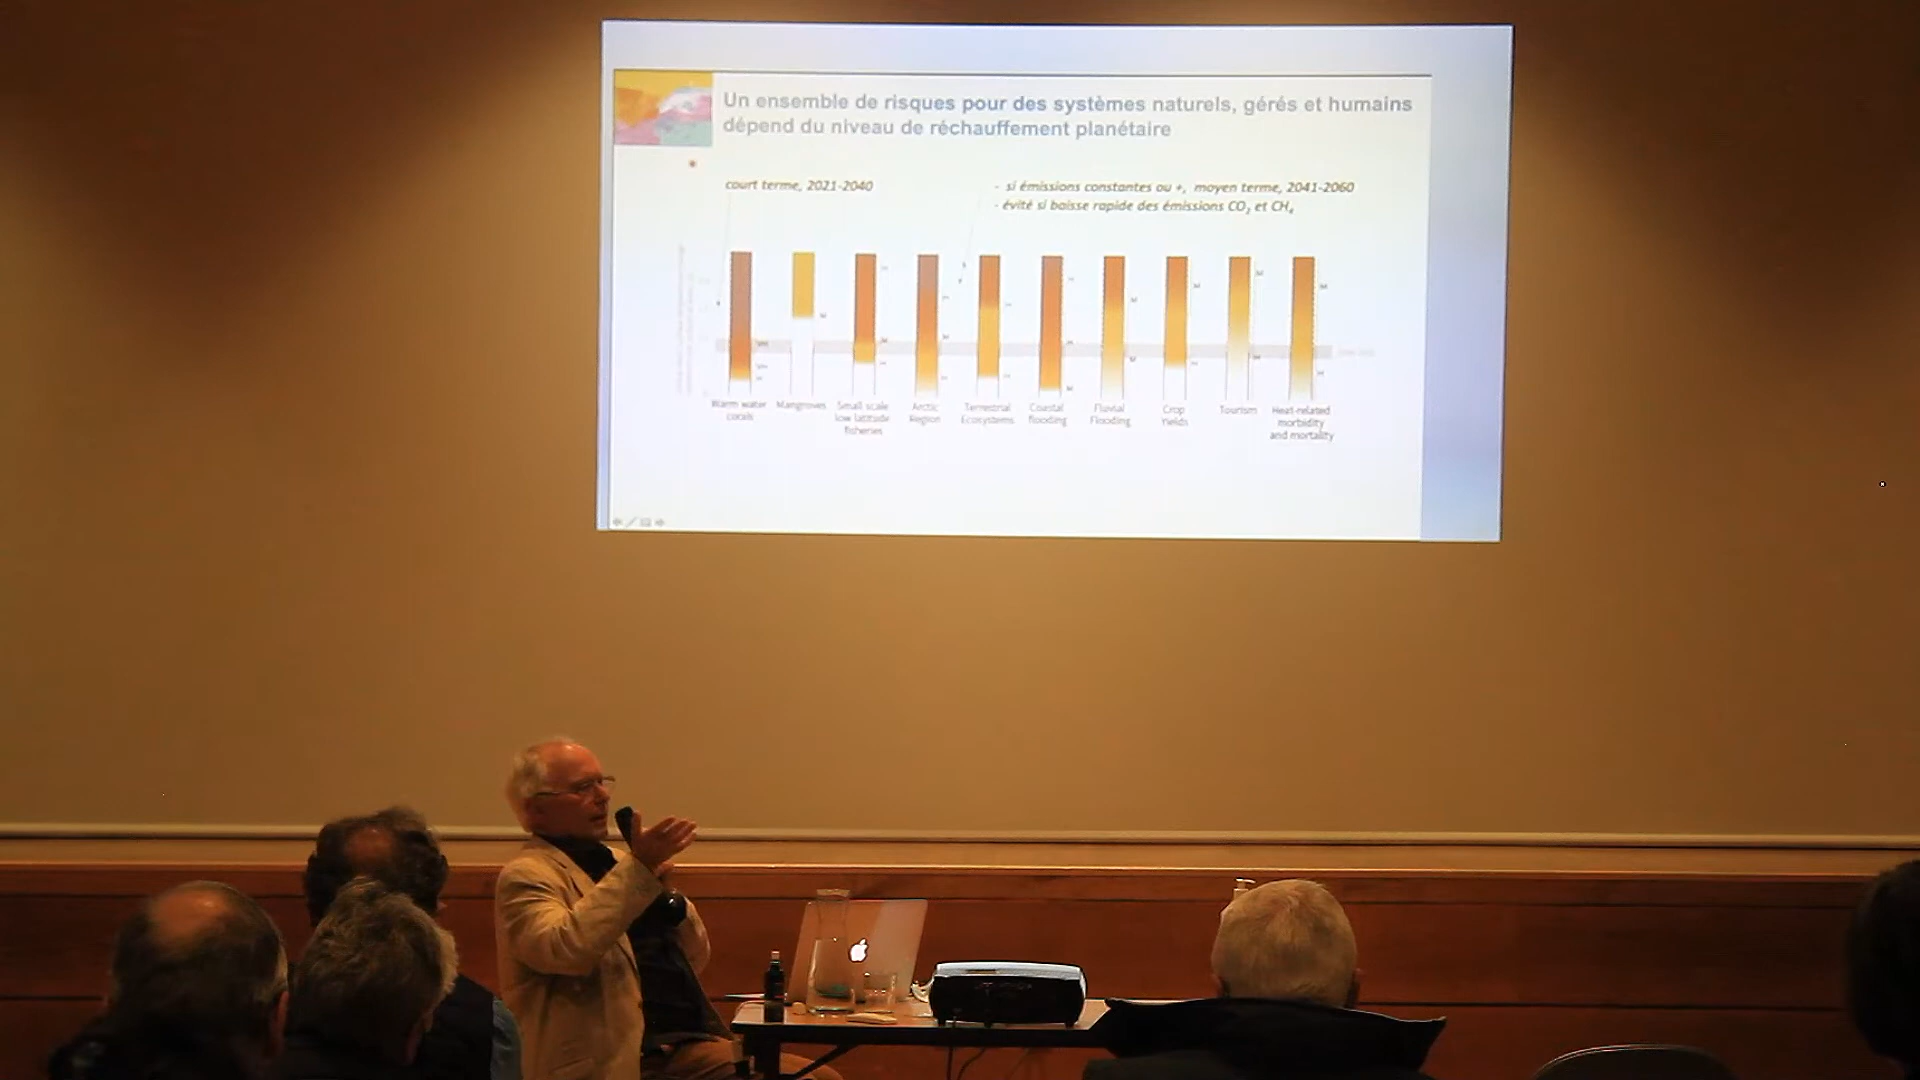 Un ensemble de risques pour des systèmes naturels, gérés et humains
dépend du niveau de réchauffement planétaire
court terme, 2021-2040
- si émissions constantes ou +, moyen terme, 2041-2060
- évité si baisse rapide des émissions CO₂ et CH₄
Warm water
corals
Mangroves
Small scale
low latitude
fisheries
Arctic
Region
Terrestrial
Ecosystems
Coastal
flooding
Fluvial
Flooding
Crop
Yields
Tourism
Heat-related
morbidity
and mortality